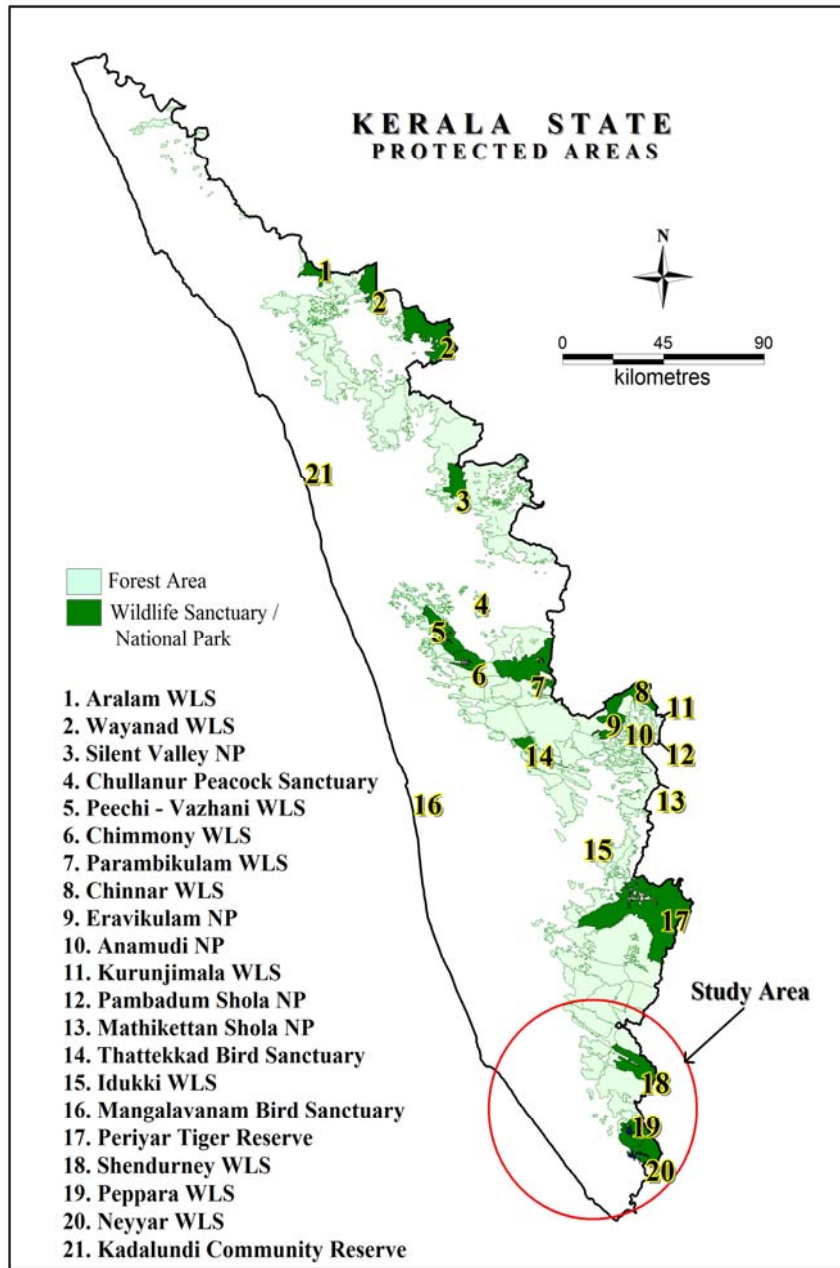 KERALA STATE
PROTECTED AREAS
N
0 45 90
kilometres
1
2
2
21
3
Forest Area
Wildlife Sanctuary /
National Park
4
5
6
7
8
9
10
11
12
13
14
15
16
17
Study Area
18
19
20
1. Aralam WLS
2. Wayanad WLS
3. Silent Valley NP
4. Chullanur Peacock Sanctuary
5. Peechi - Vazhani WLS
6. Chimmony WLS
7. Parambikulam WLS
8. Chinnar WLS
9. Eravikulam NP
10. Anamudi NP
11. Kurunjimala WLS
12. Pambadum Shola NP
13. Mathikettan Shola NP
14. Thattekkad Bird Sanctuary
15. Idukki WLS
16. Mangalavanam Bird Sanctuary
17. Periyar Tiger Reserve
18. Shendurney WLS
19. Peppara WLS
20. Neyyar WLS
21. Kadalundi Community Reserve